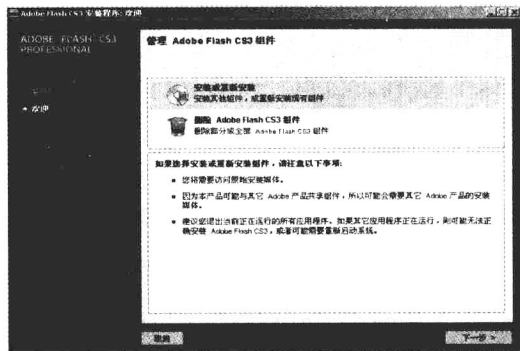 Adobe Flash CS3 安装程序: 欢迎
ADOBE FLASH CS3
PROFESSIONAL
欢迎
管理 Adobe Flash CS3 组件
安装或重新安装
安装其他组件，或重新安装现有组件
删除 Adobe Flash CS3 组件
删除部分或全部 Adobe Flash CS3 组件
如果选择安装或重新安装组件，请注意以下事项:
您将需要访问原始安装媒体。
因为本产品可能与其它 Adobe 产品共享组件，所以可能会需要其它 Adobe 产品的安装
媒体。
建议您退出当前正在运行的所有应用程序。如果其它应用程序正在运行，则可能无法正
确安装 Adobe Flash CS3，或者可能需要重新启动系统。
取消
下一步 >